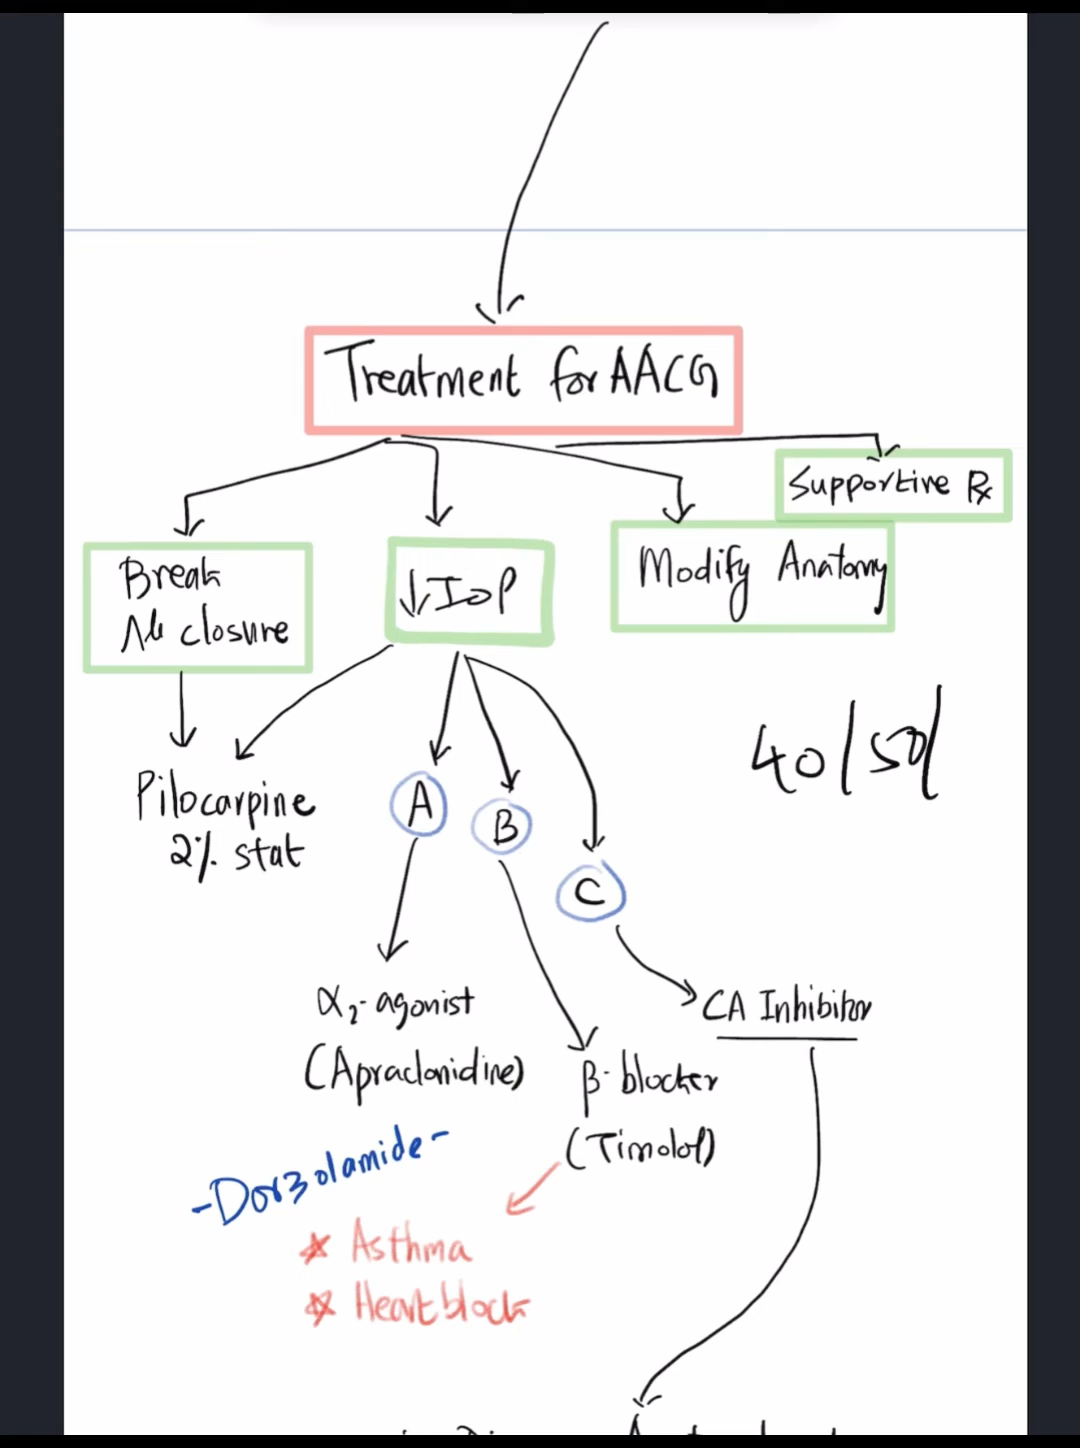 Treatment for AACG
Supportive Rx
Break
closure
↓ IOP
Modify Anatomy
40/50/
Pilocarpine
2% stat
A
B
C
α2-agonist
(Apraclonidine)
CA Inhibitor
β-blocker
(Timolol)
-Dorzolamide-
* Asthma
* Heart block